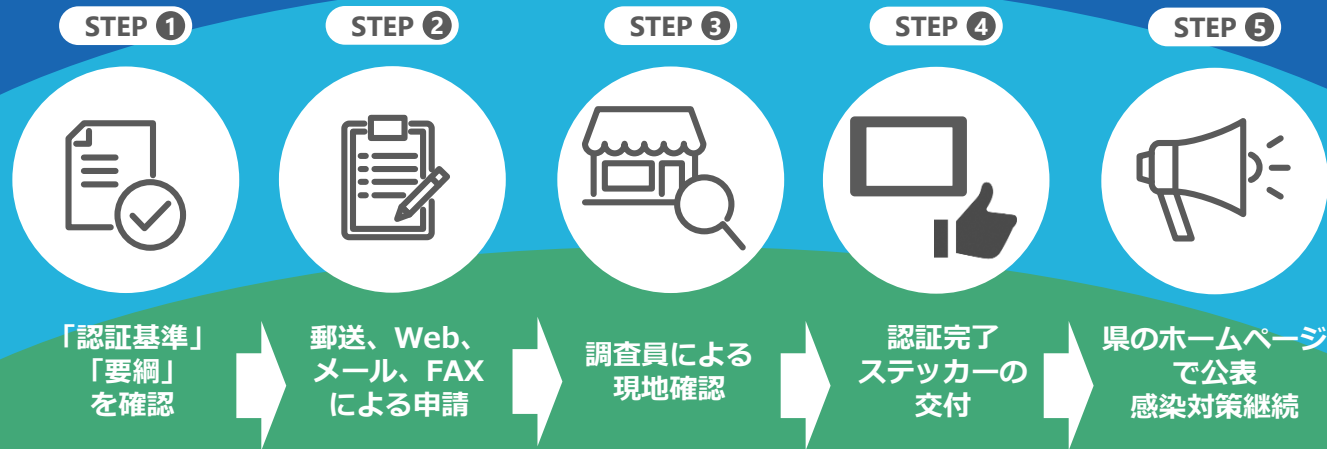 STEP ❶
STEP ❷
STEP ❸
STEP ❹
STEP ❺
「認証基準」
「要綱」
を確認
郵送、Web、
メール、FAX
による申請
調査員による
現地確認
認証完了
ステッカーの
交付
県のホームページ
で公表
感染対策継続